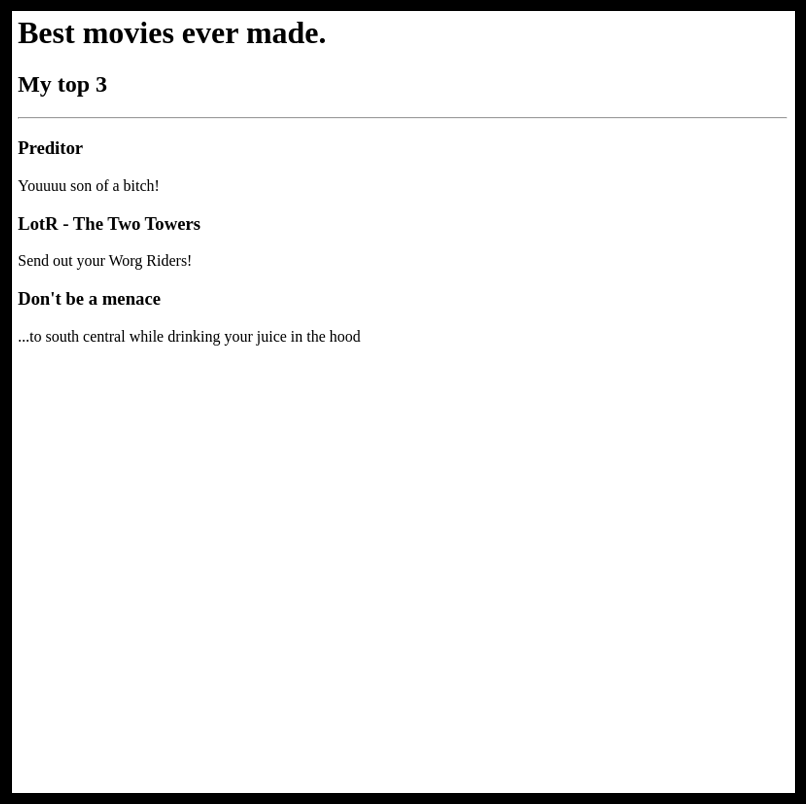 Best movies ever made.
My top 3
Preditor
Youuuu son of a bitch!
LotR - The Two Towers
Send out your Worg Riders!
Don't be a menace
...to south central while drinking your juice in the hood